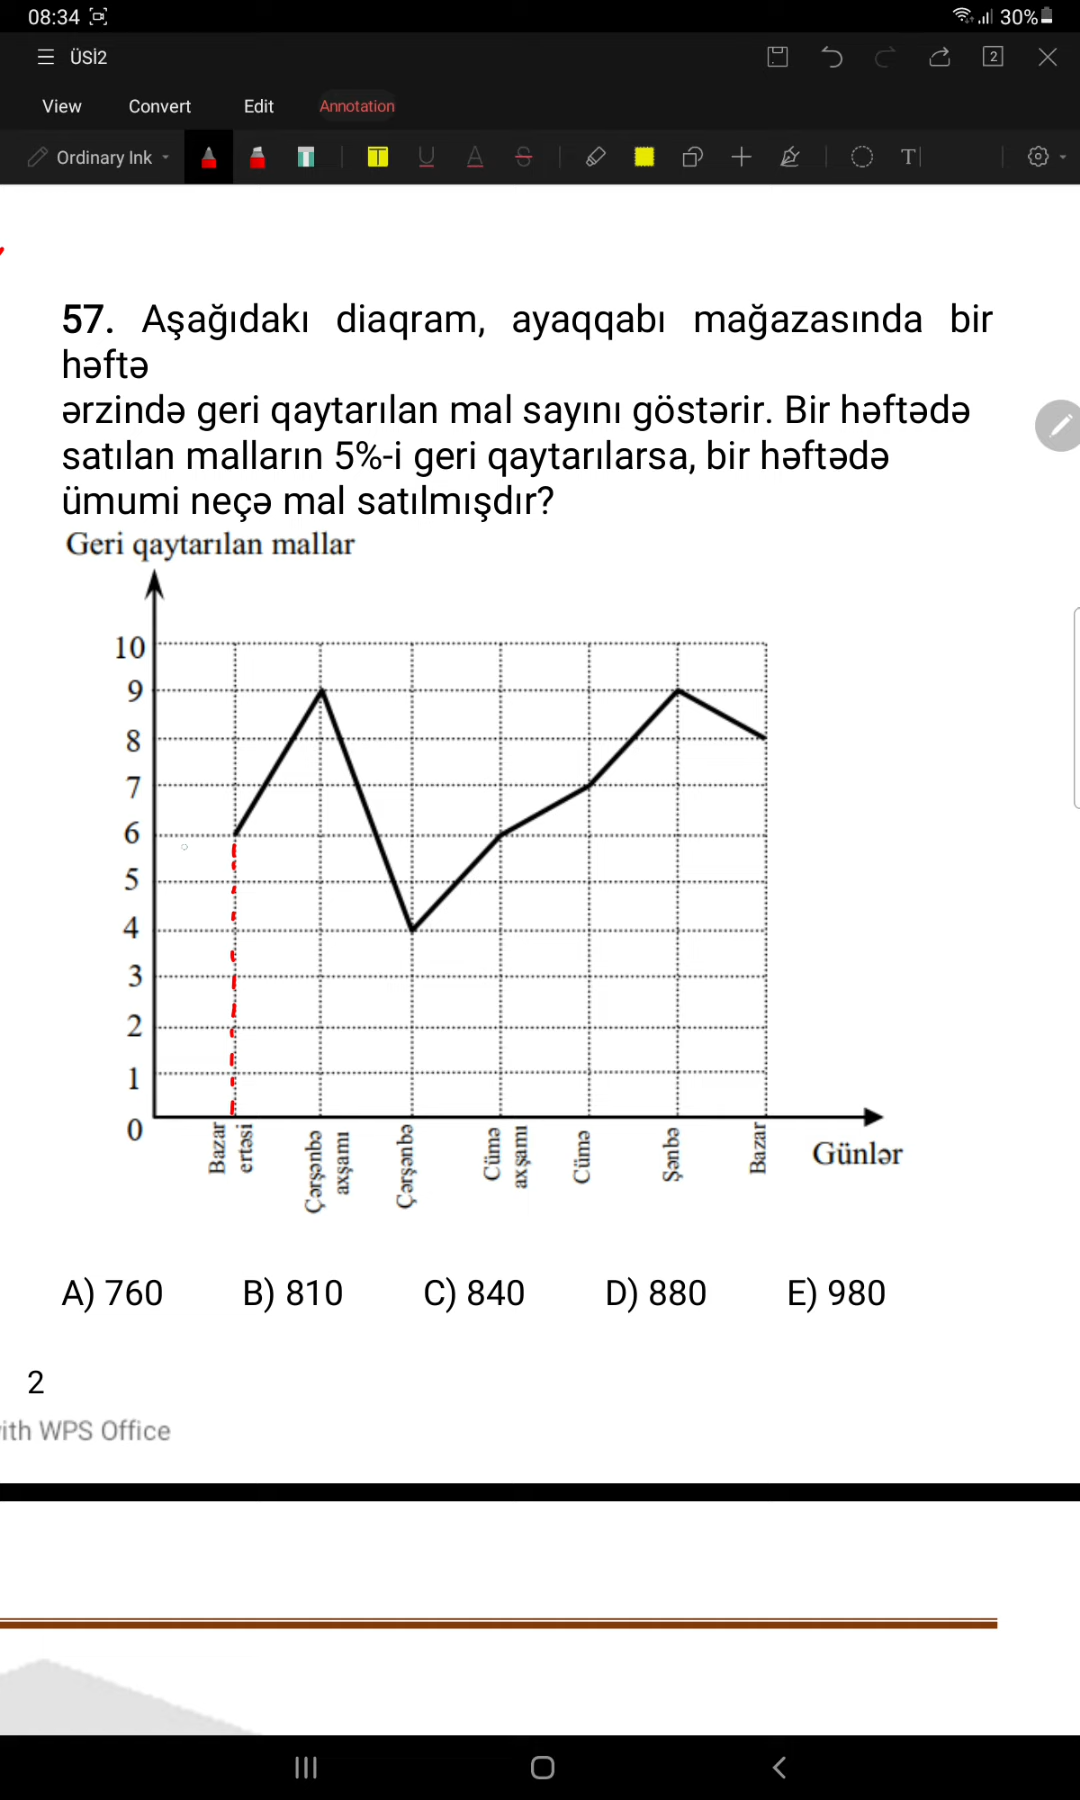 08:34 30%
ÜSİ2 2
View Convert Edit Annotation
Ordinary Ink T U A S T
57. Aşağıdakı diaqram, ayaqqabı mağazasında bir
həftə
ərzində geri qaytarılan mal sayını göstərir. Bir həftədə
satılan malların 5%-i geri qaytarılarsa, bir həftədə
ümumi neçə mal satılmışdır?
Geri qaytarılan mallar
10
9
8
7
6
5
4
3
2
1
0
Bazar
ertəsi
Çərşənbə
axşamı
Çərşənbə
Cümə
axşamı
Cümə
Şənbə
Bazar
Günlər
A) 760 B) 810 C) 840 D) 880 E) 980
2
ith WPS Office